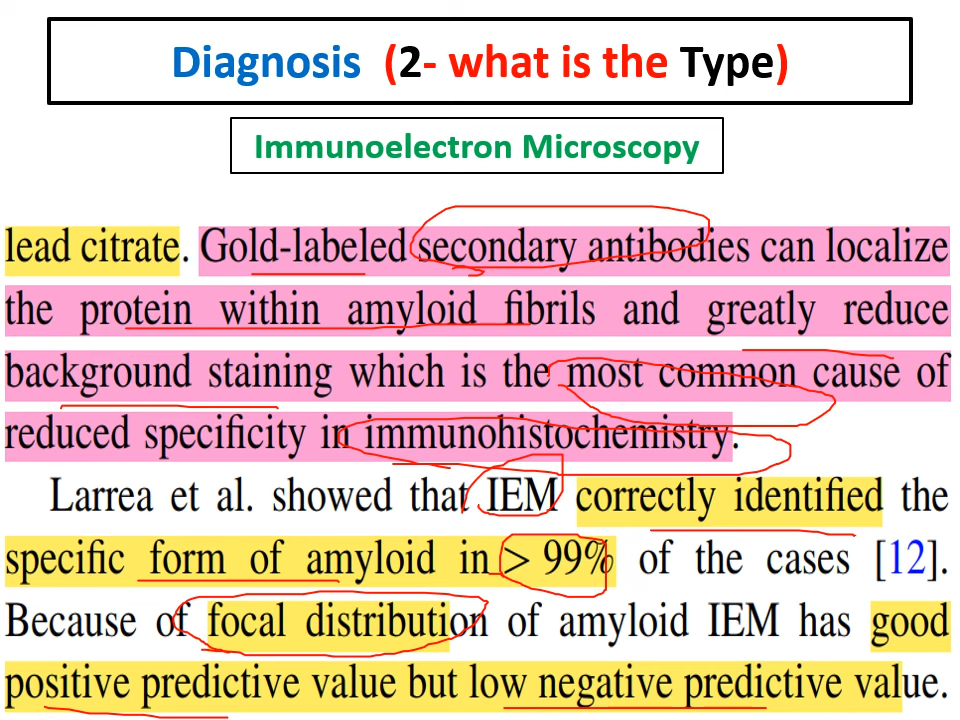 Diagnosis (2- what is the Type)
Immunoelectron Microscopy
lead citrate. Gold-labeled secondary antibodies can localize
the protein within amyloid fibrils and greatly reduce
background staining which is the most common cause of
reduced specificity in immunohistochemistry.
Larrea et al. showed that IEM correctly identified the
specific form of amyloid in > 99% of the cases [12].
Because of focal distribution of amyloid IEM has good
positive predictive value but low negative predictive value.